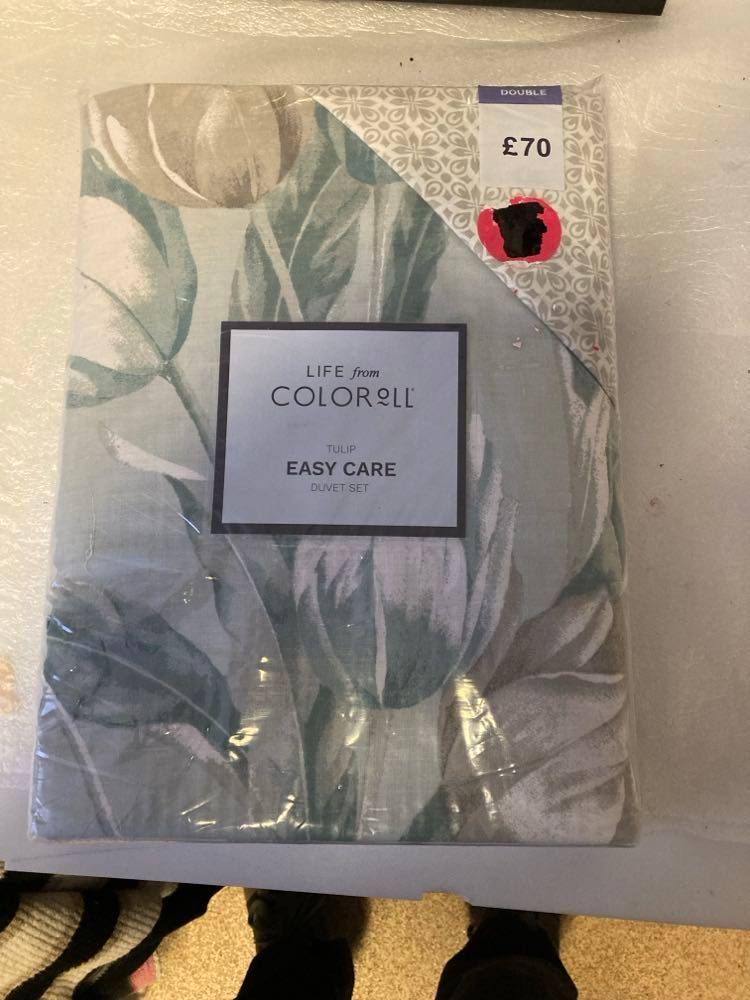 DOUBLE
£70
LIFE from
COLOROLL
TULIP
EASY CARE
DUVET SET